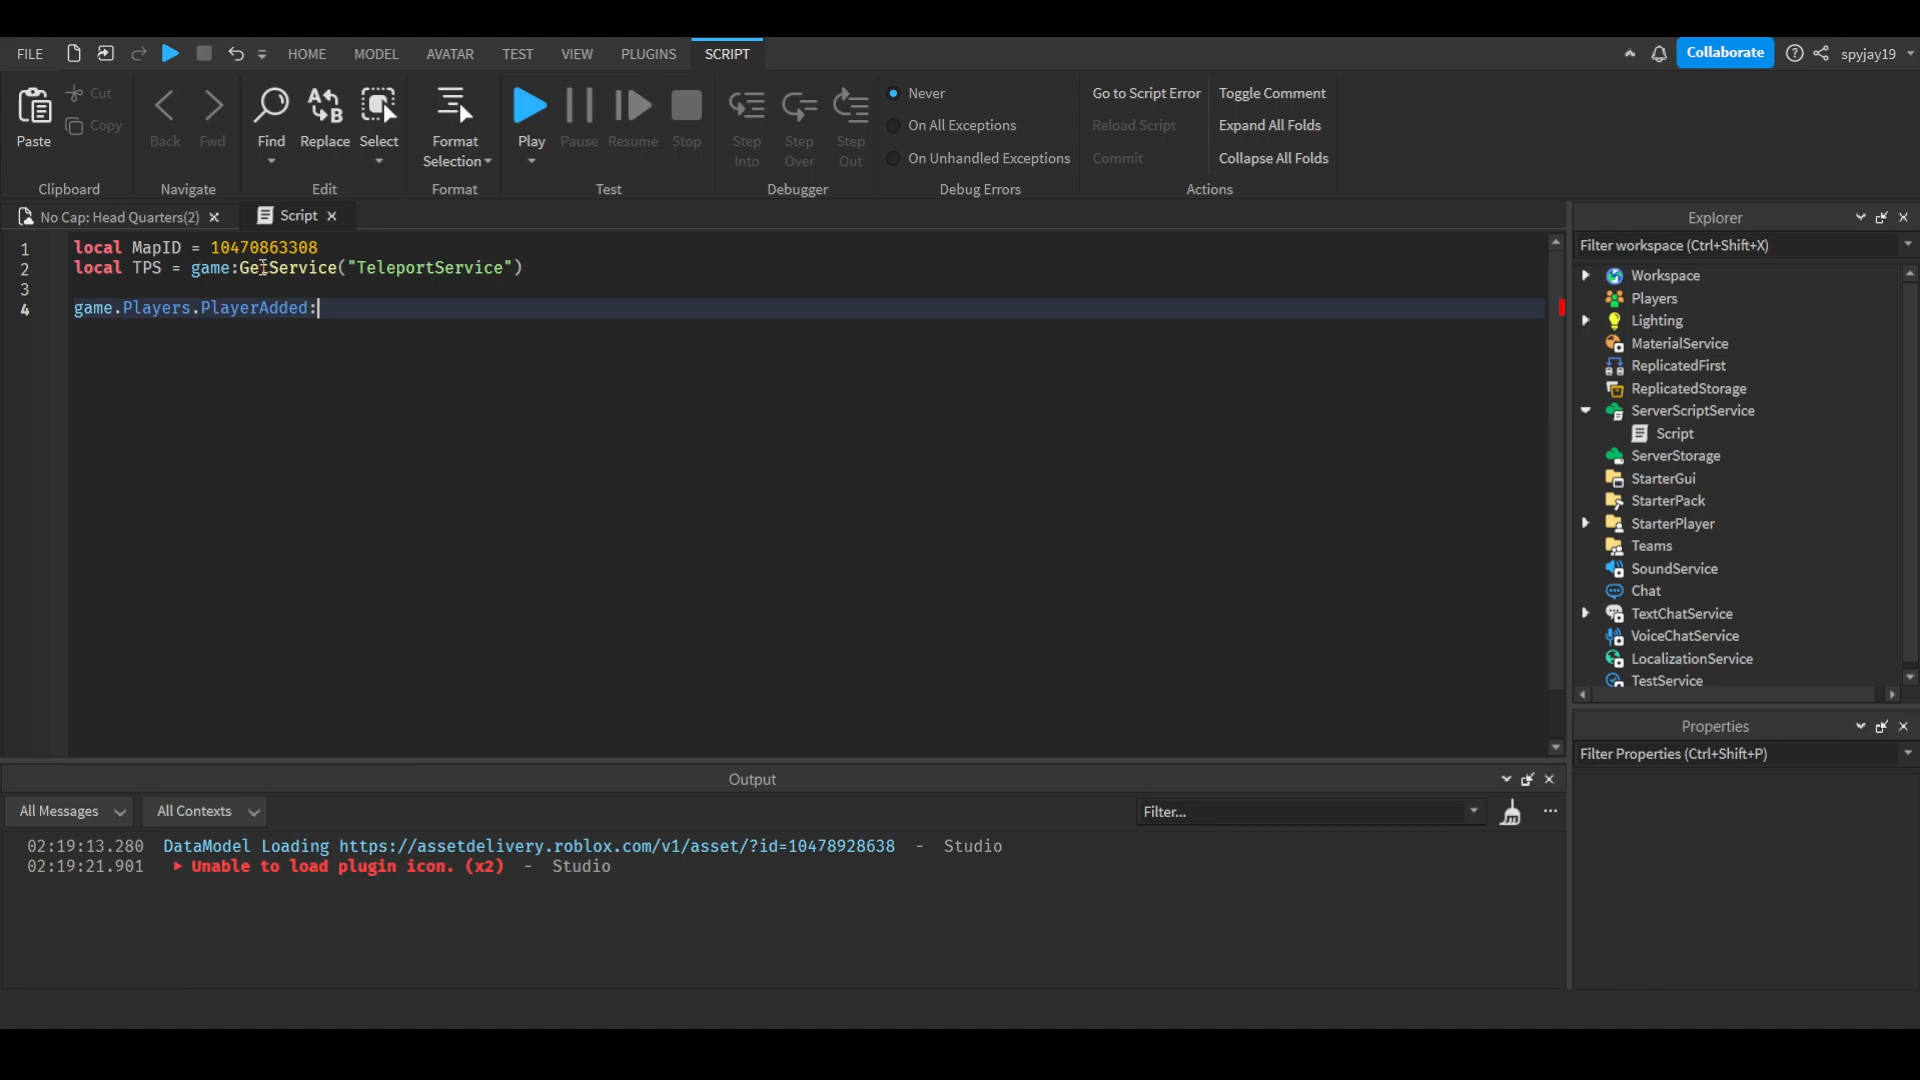 FILE HOME MODEL AVATAR TEST VIEW PLUGINS SCRIPT Collaborate spyjay19
Paste Cut Copy
Clipboard
Back Fwd
Navigate
Find Replace Select
Edit
Format Selection
Format
Play Pause Resume Stop
Test
Step Into Step Over Step Out
Debugger
Never
On All Exceptions
On Unhandled Exceptions
Debug Errors
Go to Script Error Toggle Comment
Reload Script Expand All Folds
Commit Collapse All Folds
Actions
No Cap: Head Quarters(2) Script
1 local MapID = 10470863308
2 local TPS = game:GetService("TeleportService")
3
4 game.Players.PlayerAdded:
Explorer
Filter workspace (Ctrl+Shift+X)
Workspace
Players
Lighting
MaterialService
ReplicatedFirst
ReplicatedStorage
ServerScriptService
Script
ServerStorage
StarterGui
StarterPack
StarterPlayer
Teams
SoundService
Chat
TextChatService
VoiceChatService
LocalizationService
TestService
Properties
Filter Properties (Ctrl+Shift+P)
Output
All Messages All Contexts Filter...
02:19:13.280 DataModel Loading https://assetdelivery.roblox.com/v1/asset/?id=10478928638 - Studio
02:19:21.901 Unable to load plugin icon. (x2) - Studio